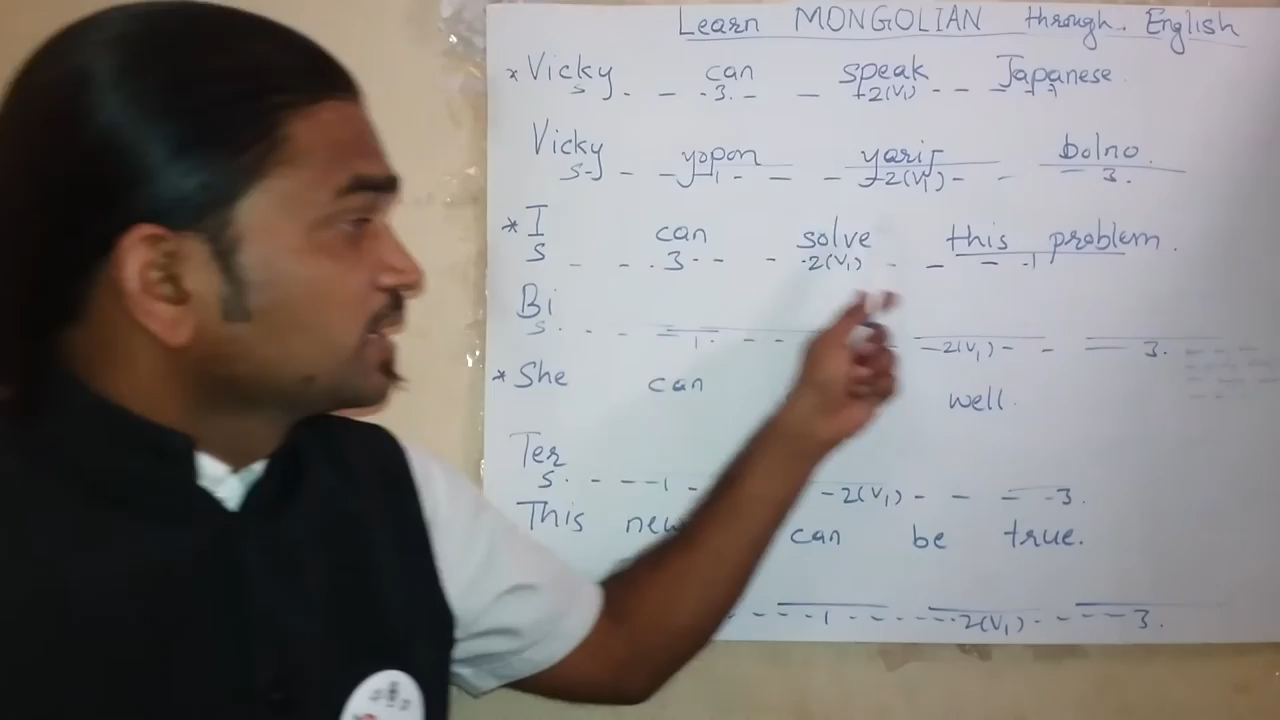 Learn MONGOLIAN through English
* Vicky can speak Japanese.
S 3 2(V1) 1
Vicky yopon yarij bolno.
S 1 2(V1) 3.
* I can solve this problem.
S 3 2(V1) 1
Bi
S 1 2(V1) 3.
* She can well.
Ter
S. 1 2(V1) 3.
This can be true.
1 2(V1) 3.